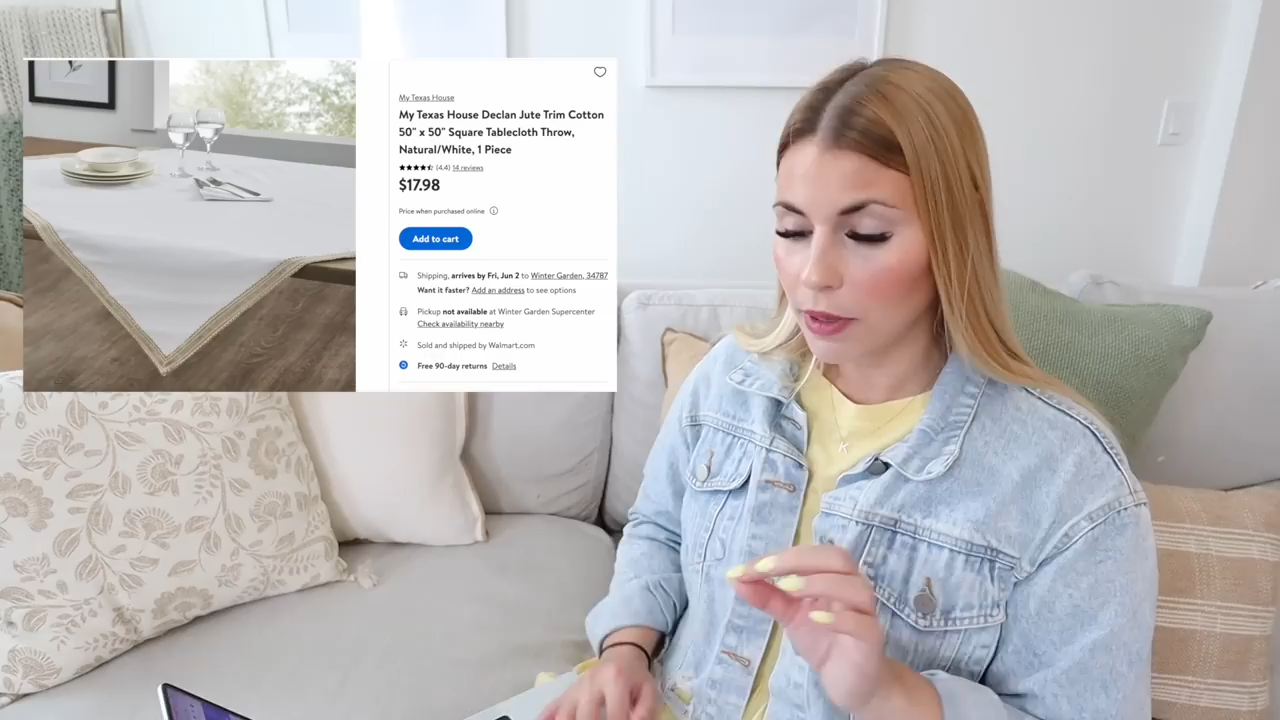 My Texas House
My Texas House Declan Jute Trim Cotton
50" x 50" Square Tablecloth Throw,
Natural/White, 1 Piece
(4.4) 14 reviews
$17.98
Price when purchased online
Add to cart
Shipping, arrives by Fri, Jun 2 to Winter Garden, 34787
Want it faster? Add an address to see options
Pickup not available at Winter Garden Supercenter
Check availability nearby
Sold and shipped by Walmart.com
Free 90-day returns Details
K